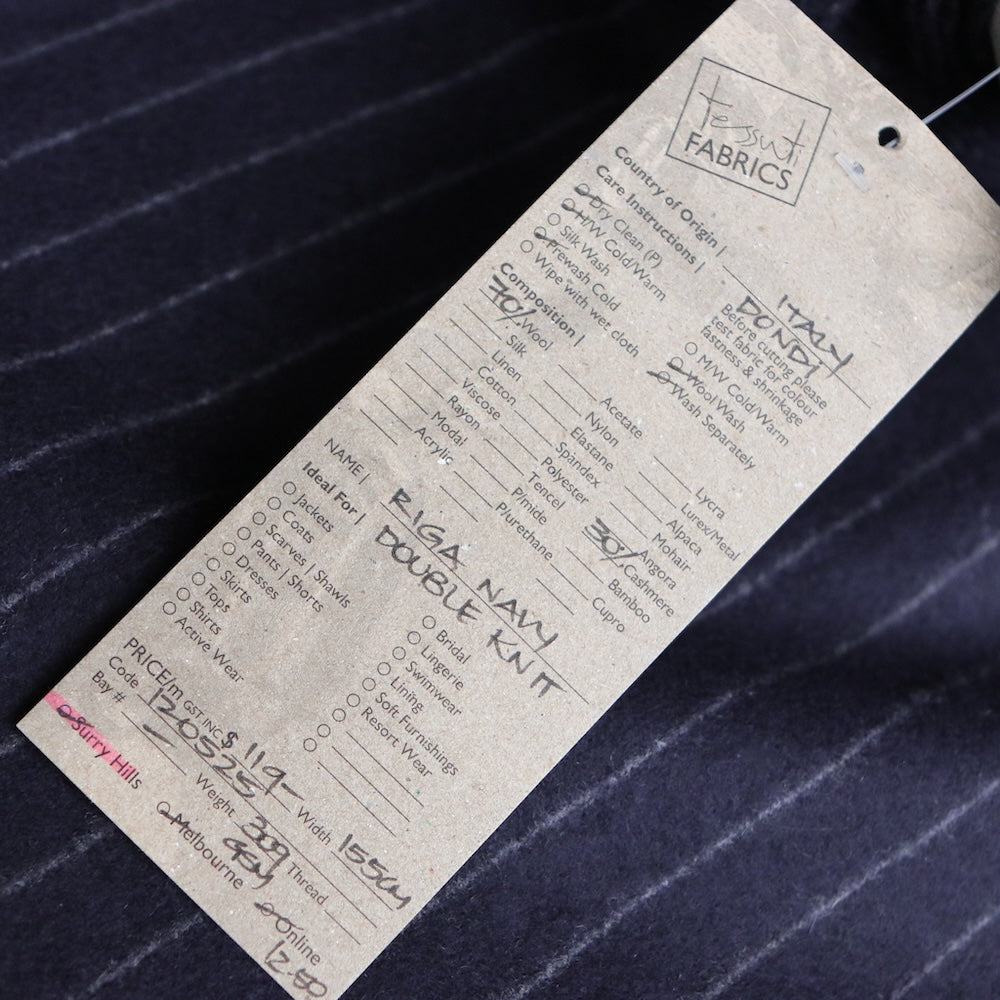 tessuti
FABRICS
Country of Origin | ITALY
DONDI
Care Instructions |
Before cutting please
test fabric for colour
fastness & shrinkage
Dry Clean (P)
H/W Cold/Warm
Silk Wash
Prewash Cold
Wipe with wet cloth
M/W Cold/Warm
Wool Wash
Wash Separately
Composition |
70% Wool
Silk
Linen
Cotton
Viscose
Rayon
Modal
Acrylic
Acetate
Nylon
Elastane
Spandex
Polyester
Tencel
P/mide
P/urethane
Lycra
Lurex/Metal
Alpaca
Mohair
Angora
30% Cashmere
Bamboo
Cupro
NAME | RIGA NAVY
DOUBLE KNIT
Ideal For |
Jackets
Coats
Scarves | Shawls
Pants | Shorts
Dresses
Skirts
Tops
Shirts
Active Wear
Bridal
Lingerie
Swimwear
Lining
Soft Furnishings
Resort Wear
PRICE/m GST INC $ 119-
Code 1205252 Width 155cm
Bay # Weight 309 Thread
GSM
Surry Hills Melbourne Online
12.50